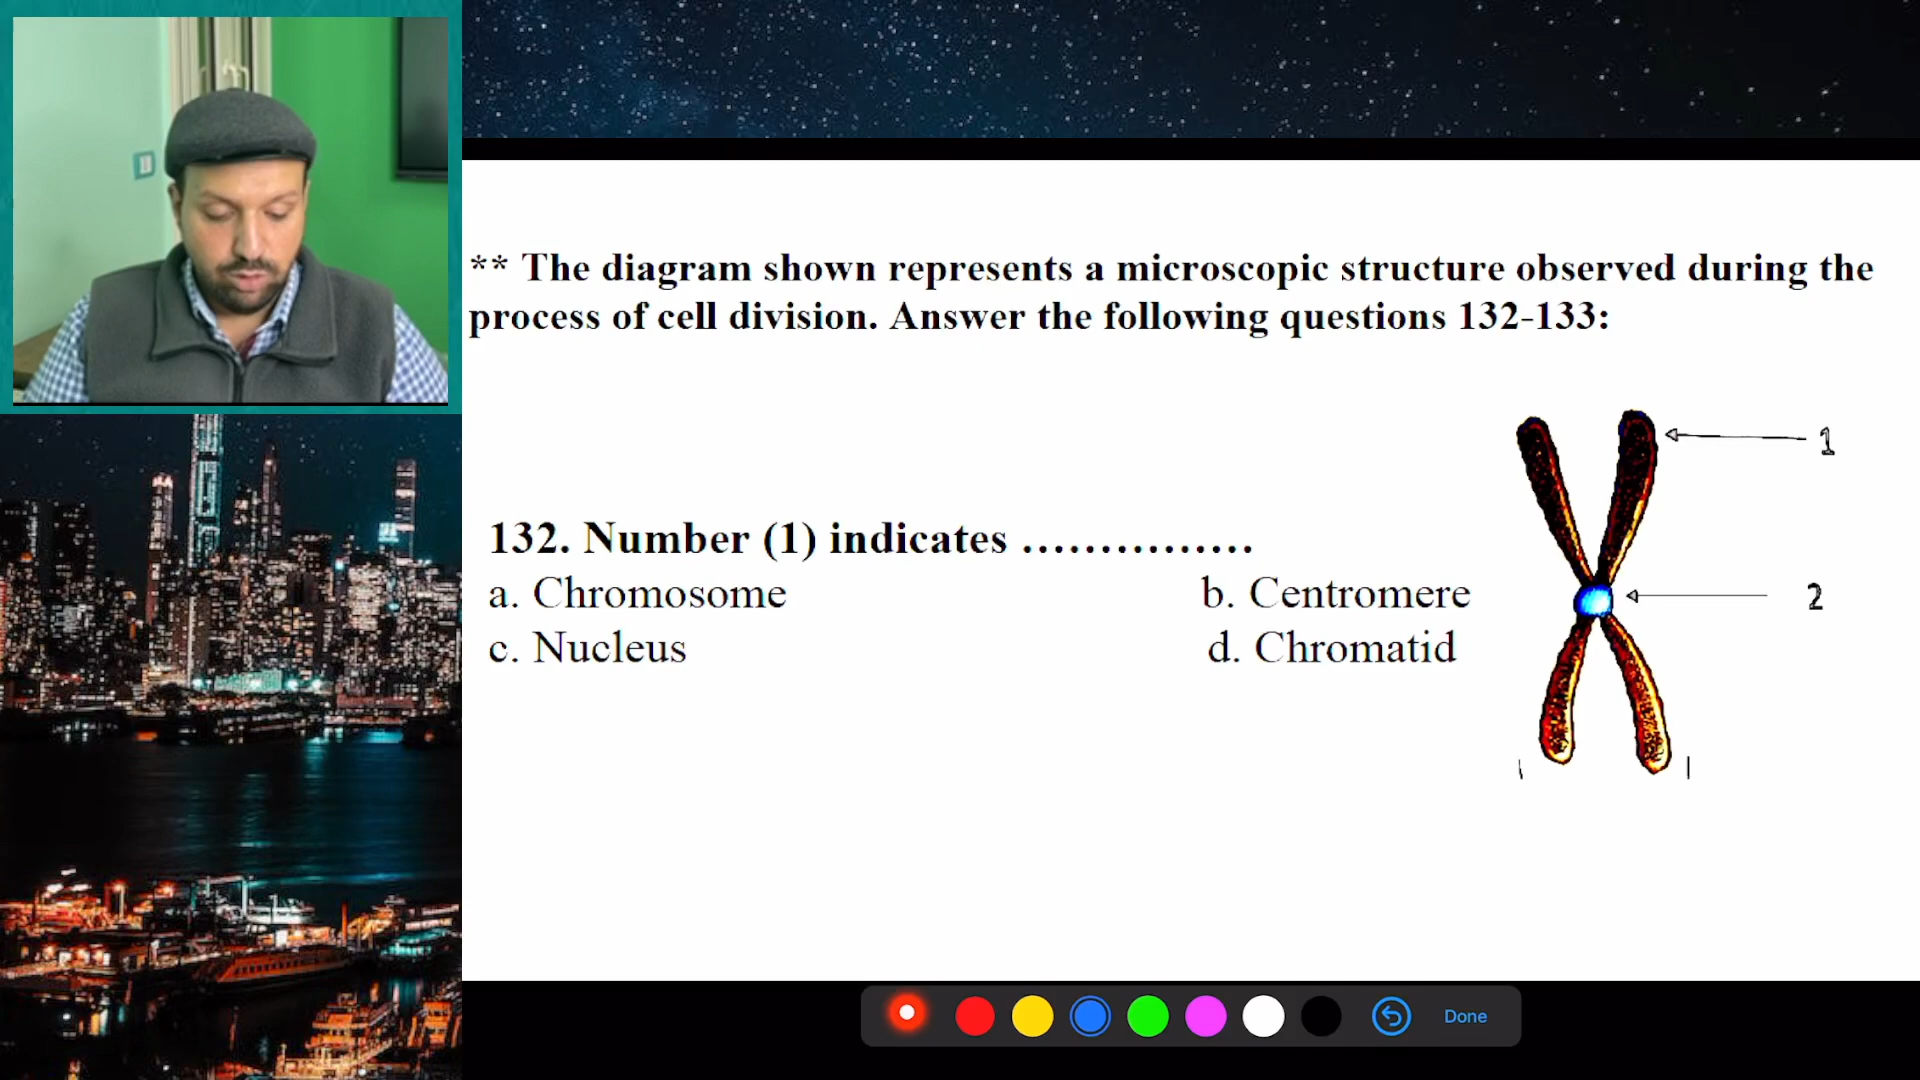 ** The diagram shown represents a microscopic structure observed during the
process of cell division. Answer the following questions 132-133:
1
132. Number (1) indicates ……………
a. Chromosome b. Centromere
2
c. Nucleus d. Chromatid
Done